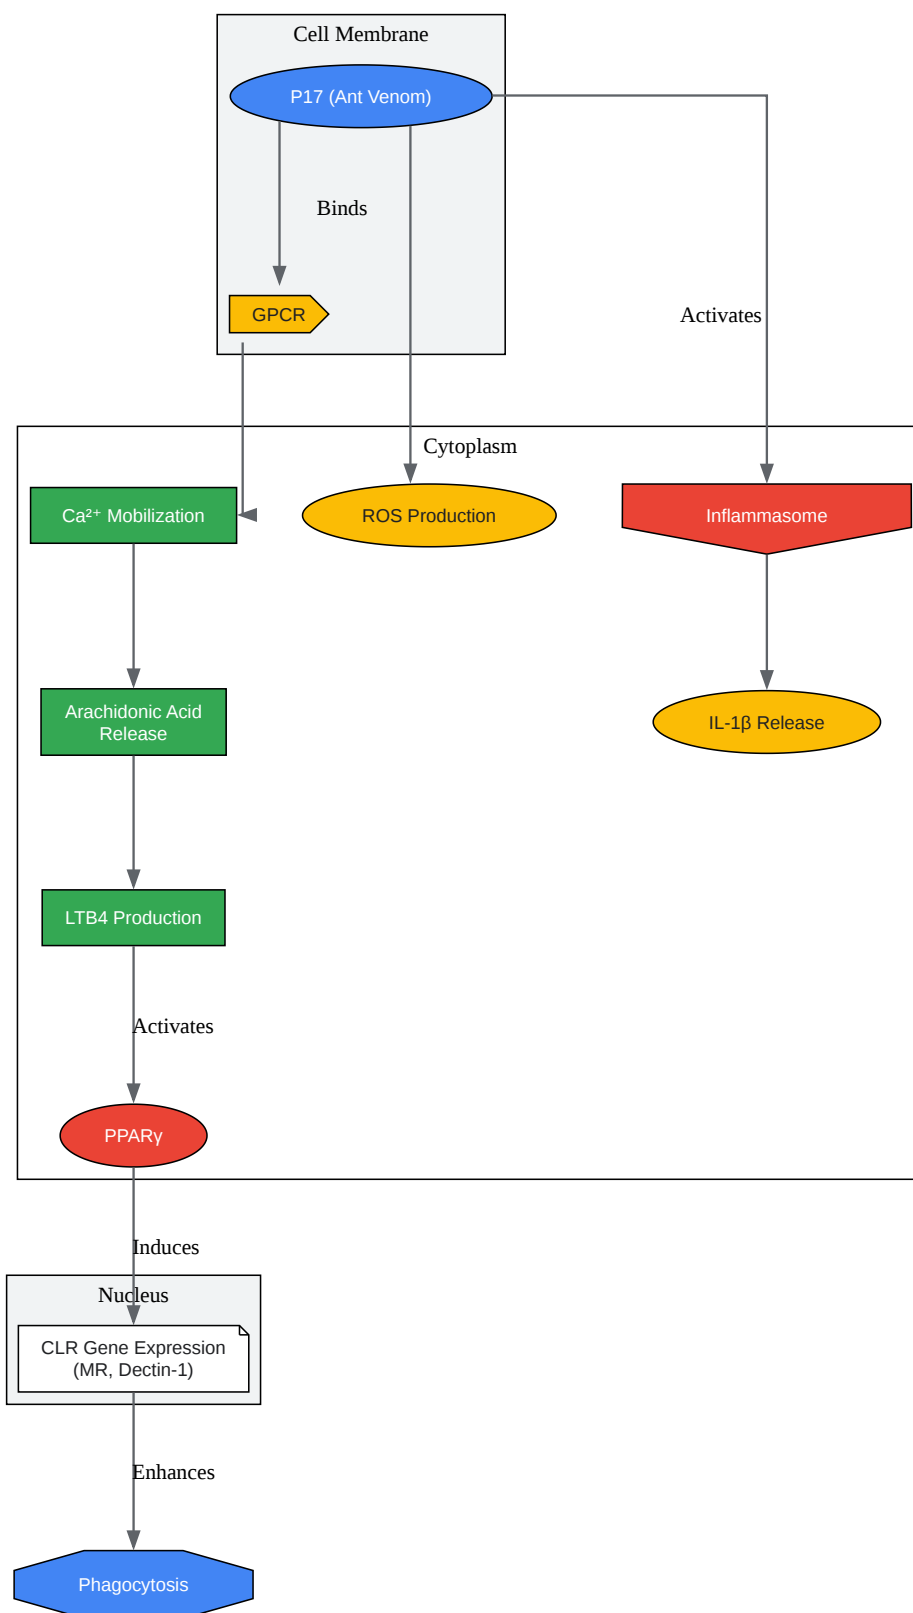 Cell Membrane
P17 (Ant Venom)
Binds
GPCR
Activates
Cytoplasm
Ca²⁺ Mobilization
ROS Production
Inflammasome
Arachidonic Acid
Release
IL-1β Release
LTB4 Production
Activates
PPARγ
Induces
Nucleus
CLR Gene Expression
(MR, Dectin-1)
Enhances
Phagocytosis